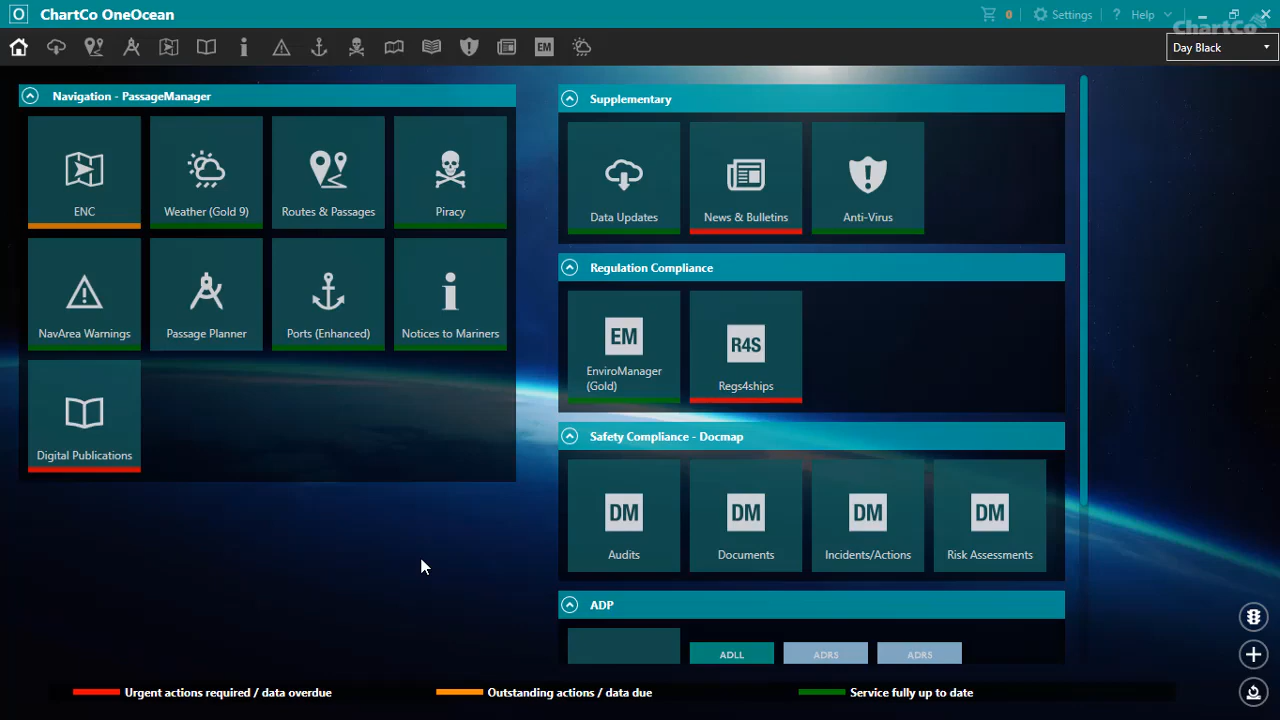 O ChartCo OneOcean
0
Settings
? Help
ChartCo
EM
Day Black
Navigation - PassageManager
ENC
Weather (Gold 9)
Routes & Passages
Piracy
NavArea Warnings
Passage Planner
Ports (Enhanced)
Notices to Mariners
Digital Publications
Supplementary
Data Updates
News & Bulletins
Anti-Virus
Regulation Compliance
EM
EnviroManager
(Gold)
R4S
Regs4ships
Safety Compliance - Docmap
DM
Audits
DM
Documents
DM
Incidents/Actions
DM
Risk Assessments
ADP
ADLL
ADRS
ADRS
Urgent actions required / data overdue
Outstanding actions / data due
Service fully up to date